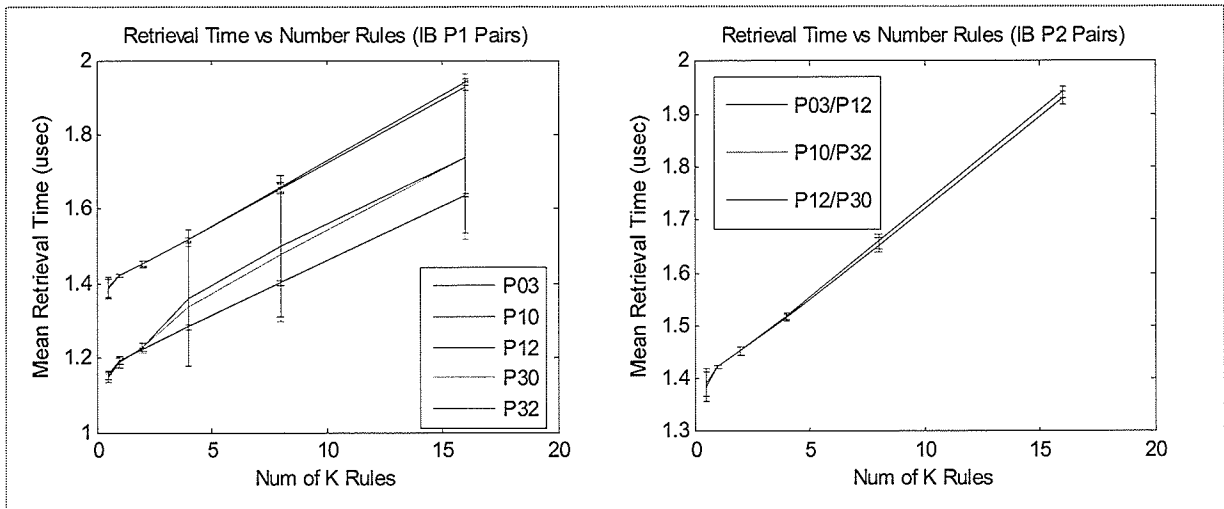 Retrieval Time vs Number Rules (IB P1 Pairs)
Mean Retrieval Time (usec)
2
1.8
1.6
1.4
1.2
1
0
5
10
15
20
Num of K Rules
P03
P10
P12
P30
P32
Retrieval Time vs Number Rules (IB P2 Pairs)
Mean Retrieval Time (usec)
2
1.9
1.8
1.7
1.6
1.5
1.4
1.3
0
5
10
15
20
Num of K Rules
P03/P12
P10/P32
P12/P30